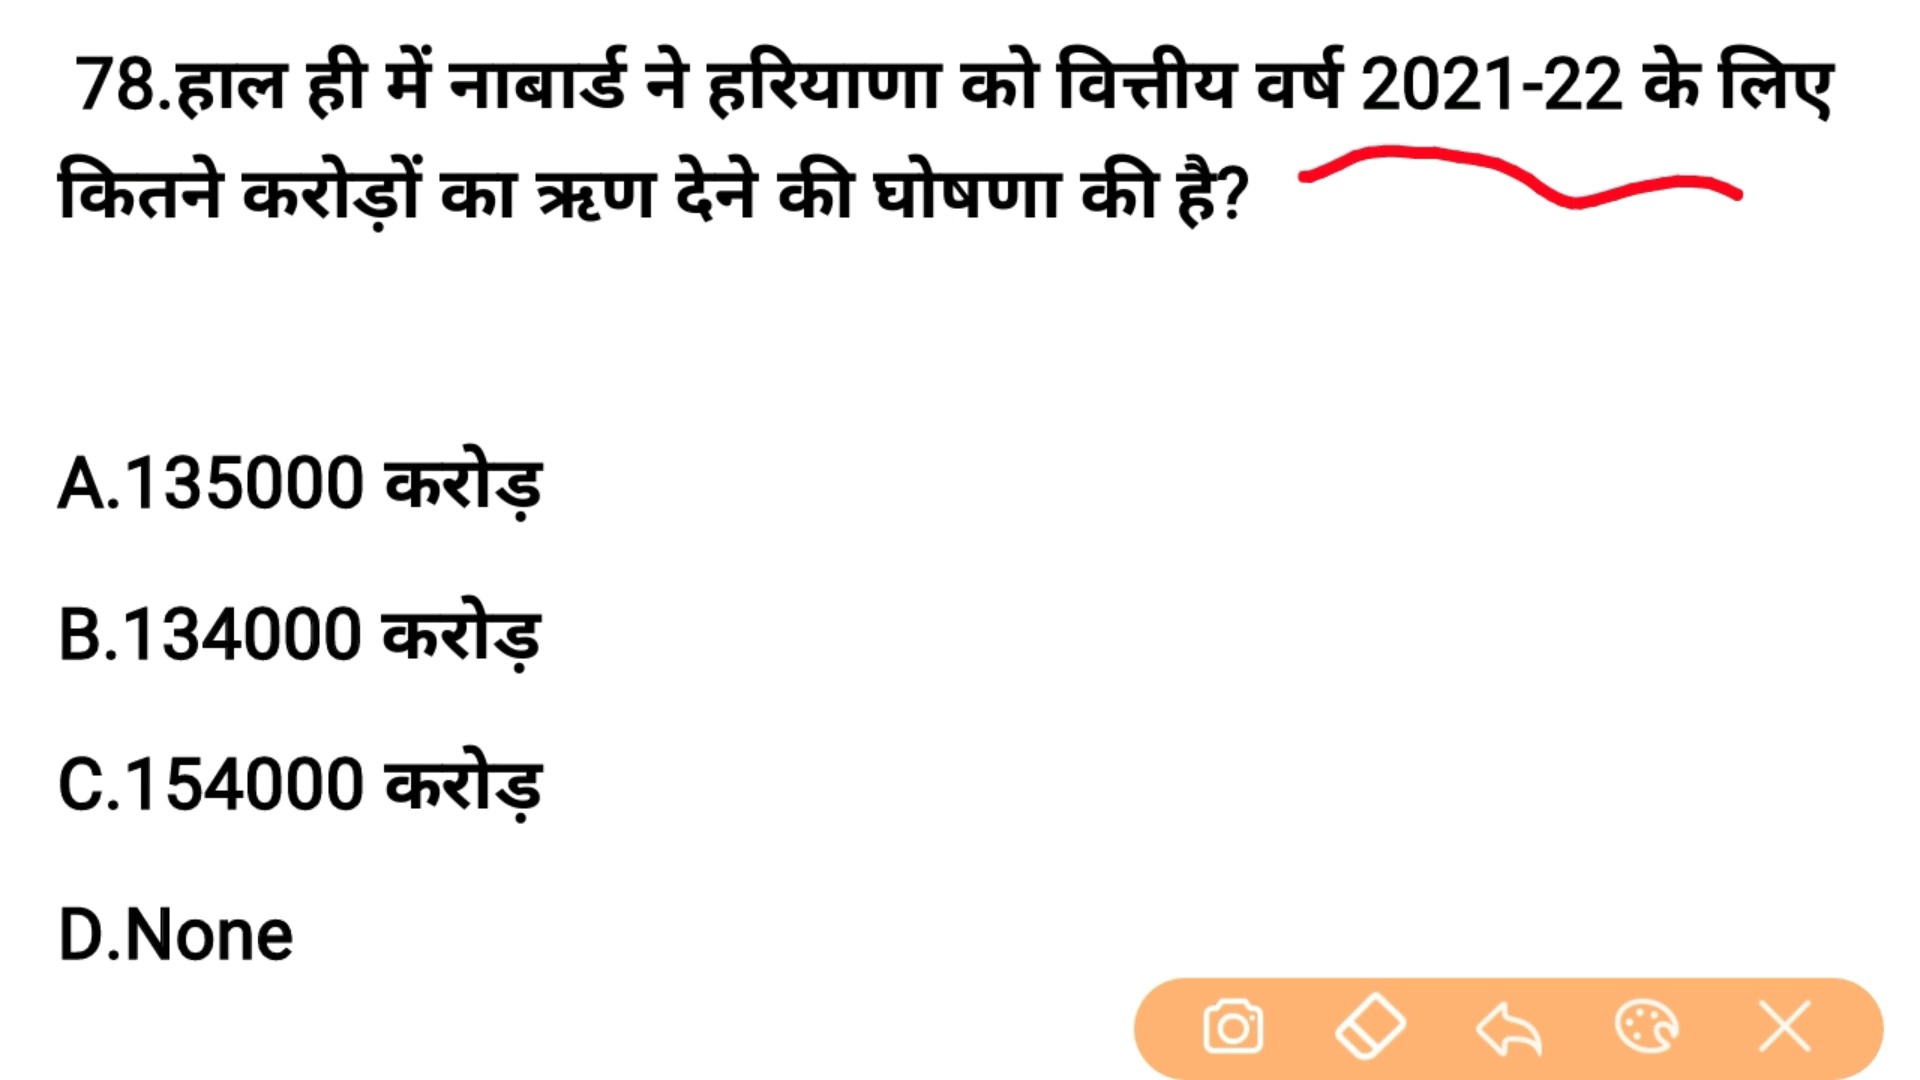 78.हाल ही में नाबार्ड ने हरियाणा को वित्तीय वर्ष 2021-22 के लिए
कितने करोड़ों का ऋण देने की घोषणा की है?
A.135000 करोड़
B.134000 करोड़
C.154000 करोड़
D.None